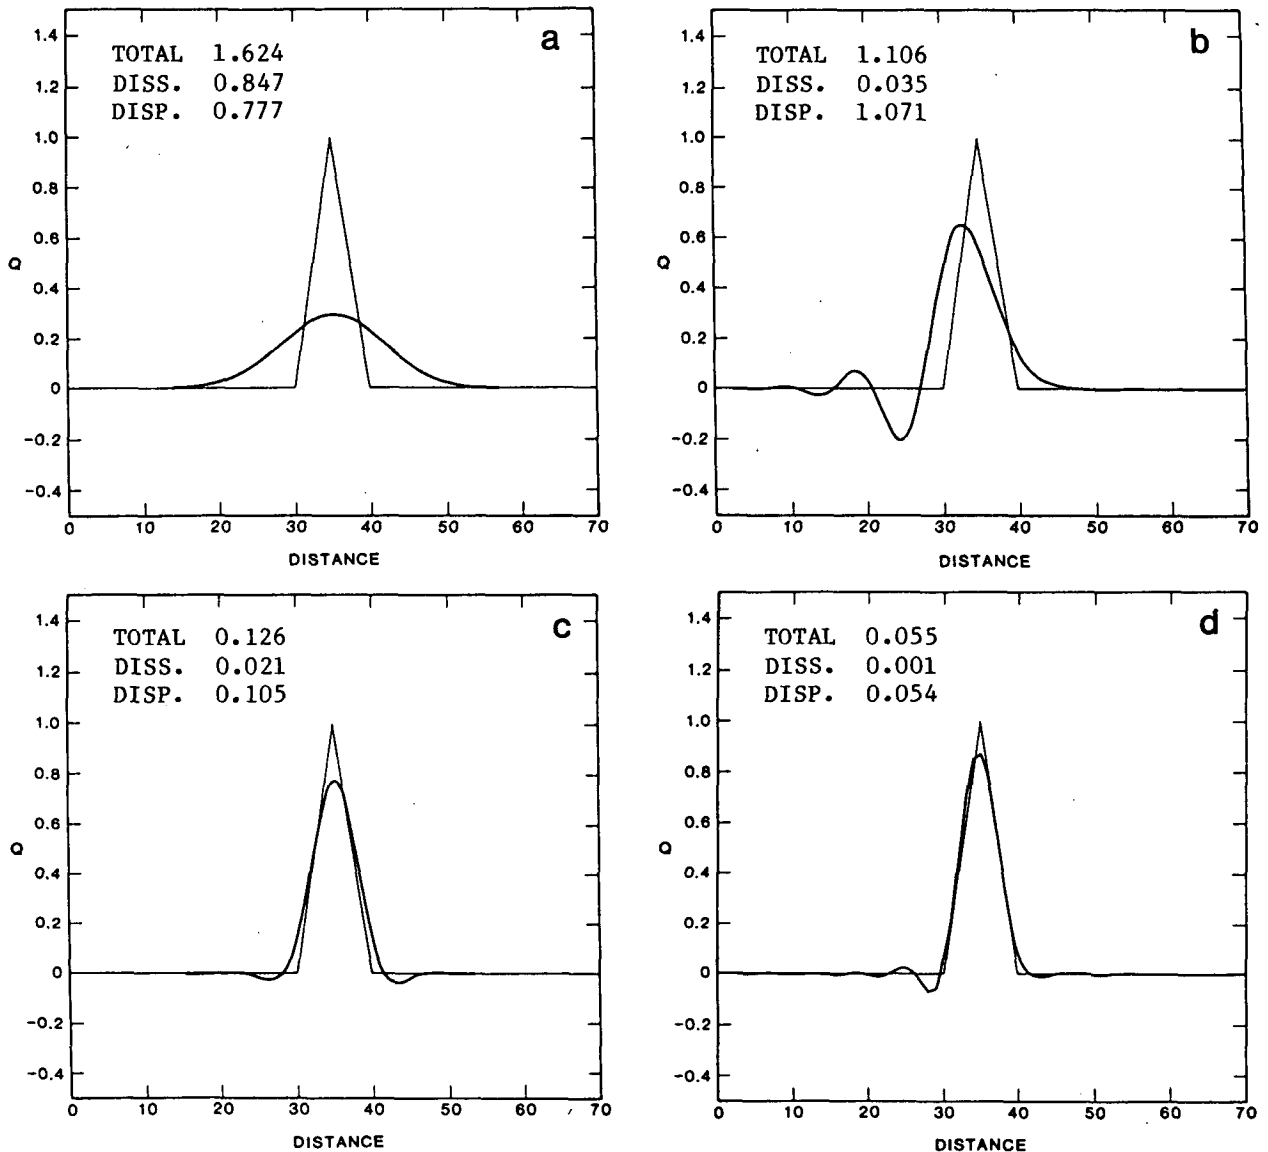 a
TOTAL 1.624
DISS. 0.847
DISP. 0.777
1.4
1.2
1.0
0.8
0.6
0.4
0.2
0
-0.2
-0.4
Q
0 10 20 30 40 50 60 70
DISTANCE
b
TOTAL 1.106
DISS. 0.035
DISP. 1.071
1.4
1.2
1.0
0.8
0.6
0.4
0.2
0
-0.2
-0.4
Q
0 10 20 30 40 50 60 70
DISTANCE
c
TOTAL 0.126
DISS. 0.021
DISP. 0.105
1.4
1.2
1.0
0.8
0.6
0.4
0.2
0
-0.2
-0.4
Q
0 10 20 30 40 50 60 70
DISTANCE
d
TOTAL 0.055
DISS. 0.001
DISP. 0.054
1.4
1.2
1.0
0.8
0.6
0.4
0.2
0
-0.2
-0.4
Q
0 10 20 30 40 50 60 70
DISTANCE